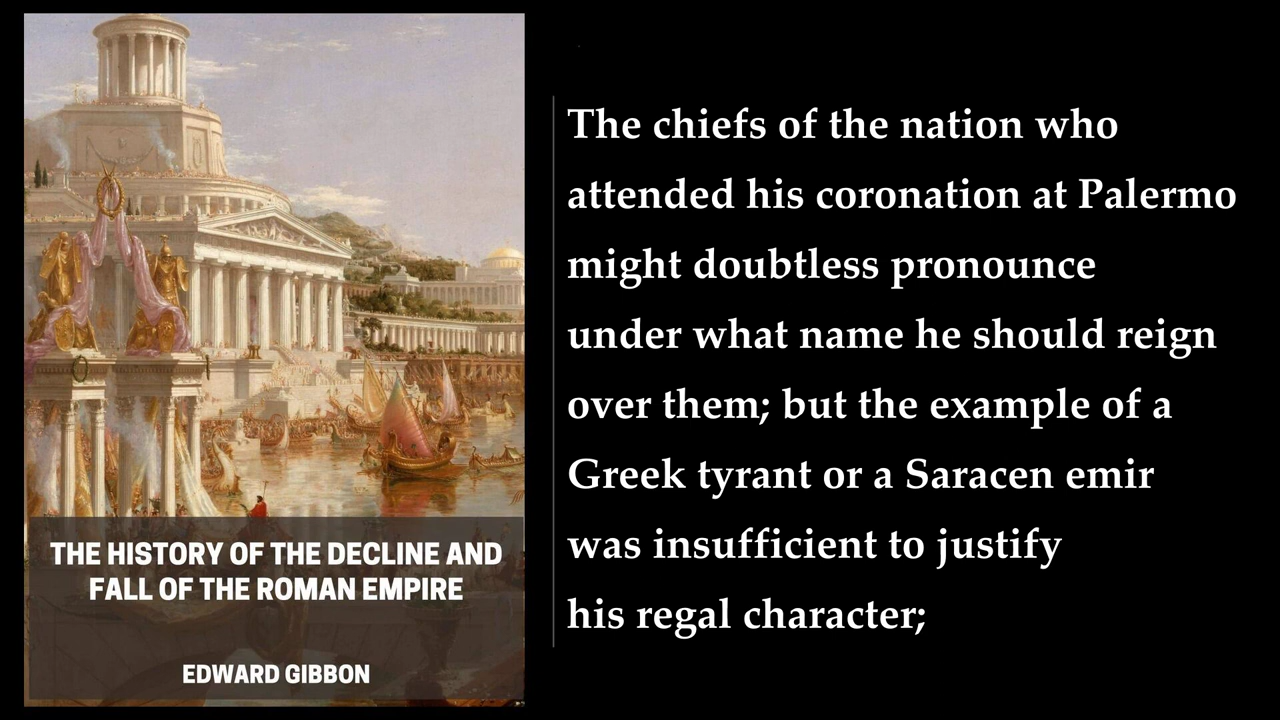 THE HISTORY OF THE DECLINE AND
FALL OF THE ROMAN EMPIRE
EDWARD GIBBON
The chiefs of the nation who
attended his coronation at Palermo
might doubtless pronounce
under what name he should reign
over them; but the example of a
Greek tyrant or a Saracen emir
was insufficient to justify
his regal character;